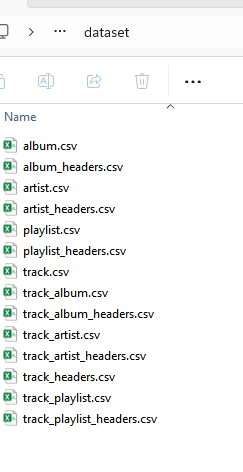 dataset
Name
album.csv
album_headers.csv
artist.csv
artist_headers.csv
playlist.csv
playlist_headers.csv
track.csv
track_album.csv
track_album_headers.csv
track_artist.csv
track_artist_headers.csv
track_headers.csv
track_playlist.csv
track_playlist_headers.csv